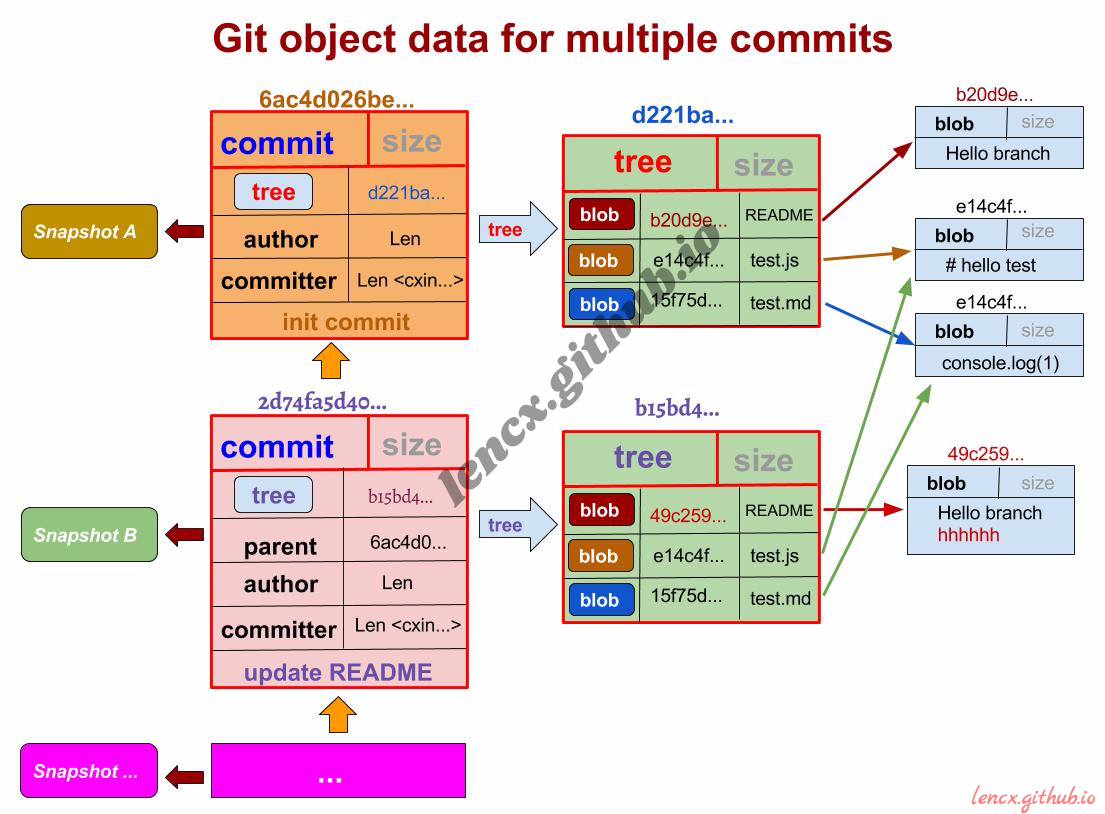 Git object data for multiple commits
6ac4d026be...
commit size
tree d221ba...
author Len
committer Len <cxin...>
init commit
Snapshot A
tree
d221ba...
tree size
blob b20d9e... README
blob e14c4f... test.js
blob 15f75d... test.md
b20d9e...
blob size
Hello branch
e14c4f...
blob size
# hello test
e14c4f...
blob size
console.log(1)
2d74fa5d40...
commit size
tree b15bd4...
parent 6ac4d0...
author Len
committer Len <cxin...>
update README
Snapshot B
tree
b15bd4...
tree size
blob 49c259... README
blob e14c4f... test.js
blob 15f75d... test.md
49c259...
blob size
Hello branch
hhhhhh
Snapshot ...
...
lencx.github.io
lencx.github.io